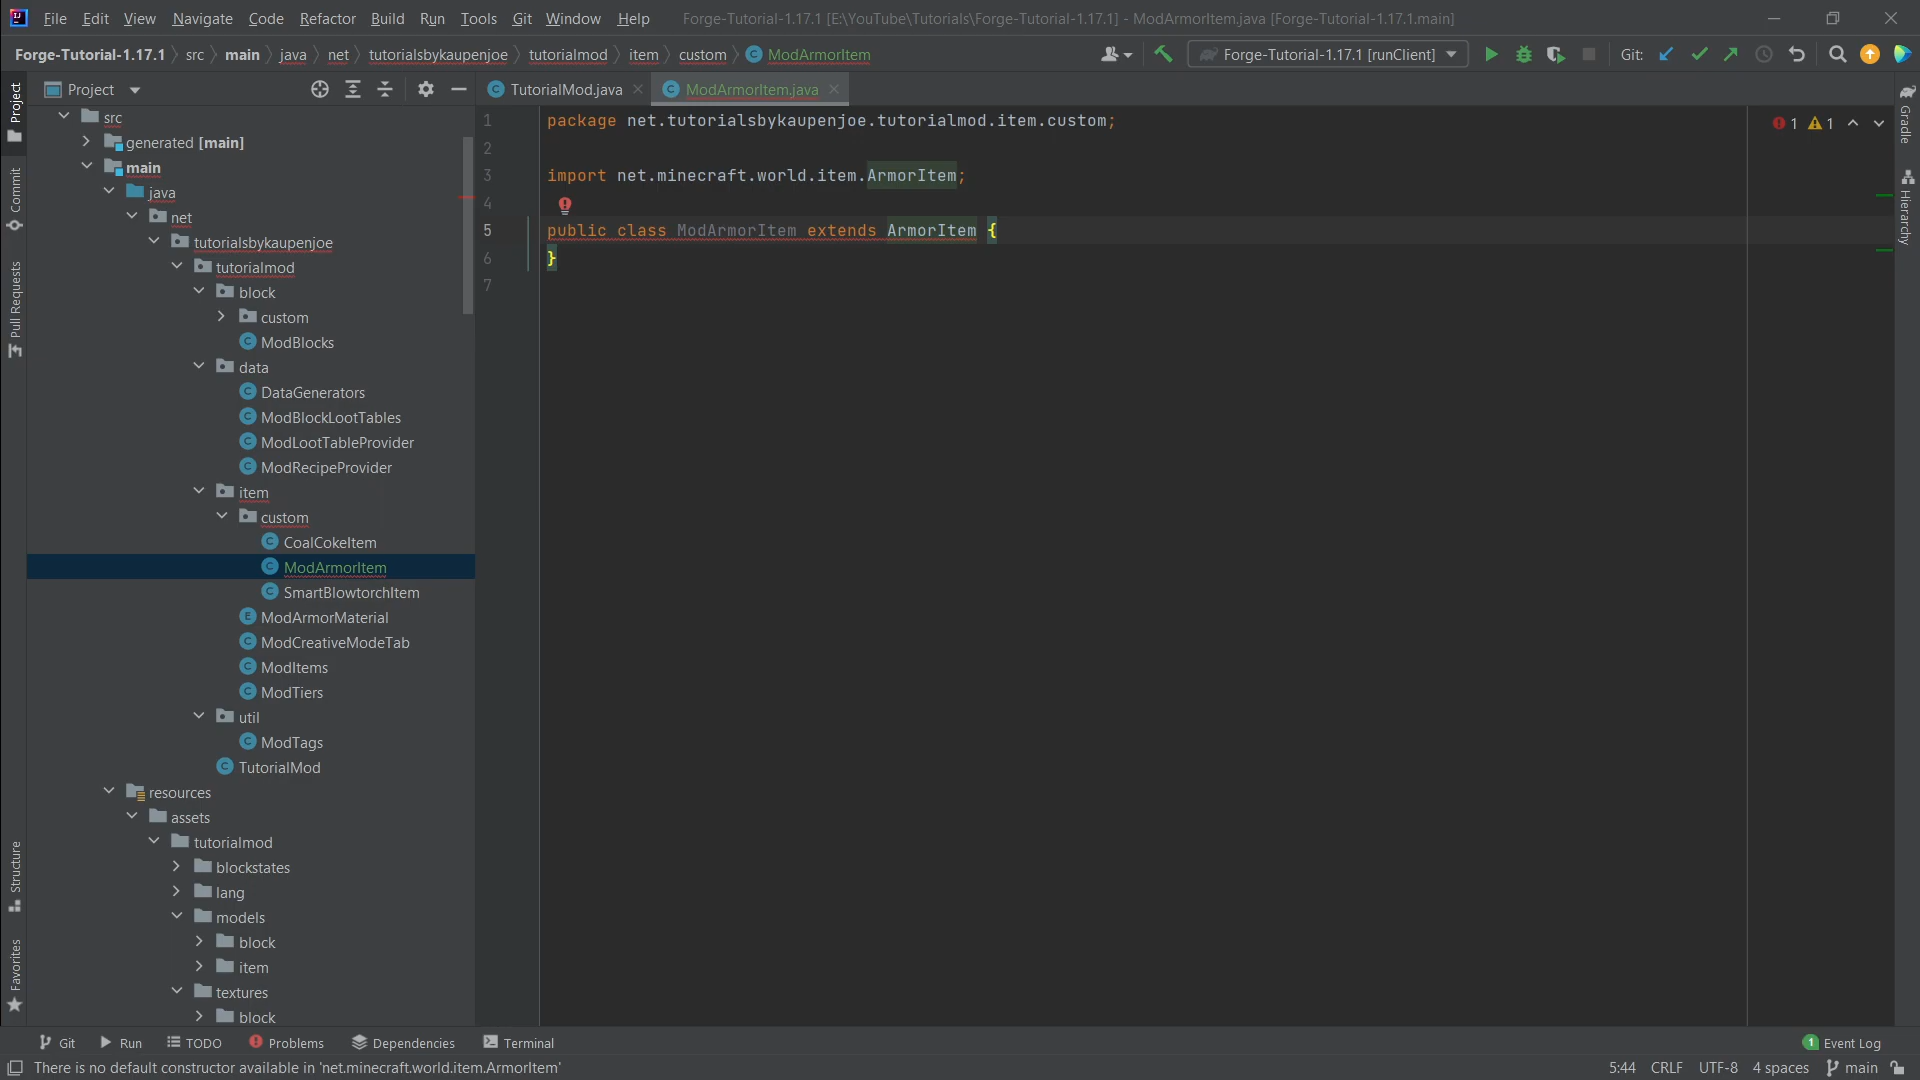 File Edit View Navigate Code Refactor Build Run Tools Git Window Help Forge-Tutorial-1.17.1 [E:\YouTube\Tutorials\Forge-Tutorial-1.17.1] - ModArmorItem.java [Forge-Tutorial-1.17.1.main]
Forge-Tutorial-1.17.1 src main java net tutorialsbykaupenjoe tutorialmod item custom ModArmorItem Forge-Tutorial-1.17.1 [runClient] Git:
Project
TutorialMod.java ModArmorItem.java
Project
Commit
Pull Requests
Structure
Favorites
src
generated [main]
main
java
net
tutorialsbykaupenjoe
tutorialmod
block
custom
ModBlocks
data
DataGenerators
ModBlockLootTables
ModLootTableProvider
ModRecipeProvider
item
custom
CoalCokeItem
ModArmorItem
SmartBlowtorchItem
ModArmorMaterial
ModCreativeModeTab
ModItems
ModTiers
util
ModTags
TutorialMod
resources
assets
tutorialmod
blockstates
lang
models
block
item
textures
block
1 package net.tutorialsbykaupenjoe.tutorialmod.item.custom;
2
3 import net.minecraft.world.item.ArmorItem;
4
5 public class ModArmorItem extends ArmorItem {
6 }
7
1 1
Gradle
Hierarchy
Git Run TODO Problems Dependencies Terminal 1 Event Log
There is no default constructor available in 'net.minecraft.world.item.ArmorItem' 5:44 CRLF UTF-8 4 spaces main